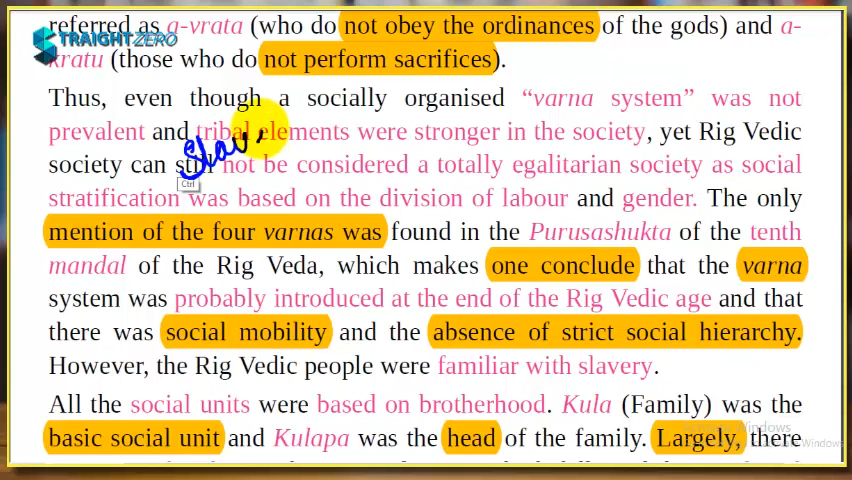 referred as a-vrata (who do not obey the ordinances of the gods) and a-
STRAIGHTZERO
kratu (those who do not perform sacrifices).
Thus, even though a socially organised “varna system” was not
prevalent and tribal elements were stronger in the society, yet Rig Vedic
society can still not be considered a totally egalitarian society as social
Slav
Ctrl
stratification was based on the division of labour and gender. The only
mention of the four varnas was found in the Purusashukta of the tenth
mandal of the Rig Veda, which makes one conclude that the varna
system was probably introduced at the end of the Rig Vedic age and that
there was social mobility and the absence of strict social hierarchy.
However, the Rig Vedic people were familiar with slavery.
All the social units were based on brotherhood. Kula (Family) was the
basic social unit and Kulapa was the head of the family. Largely, there